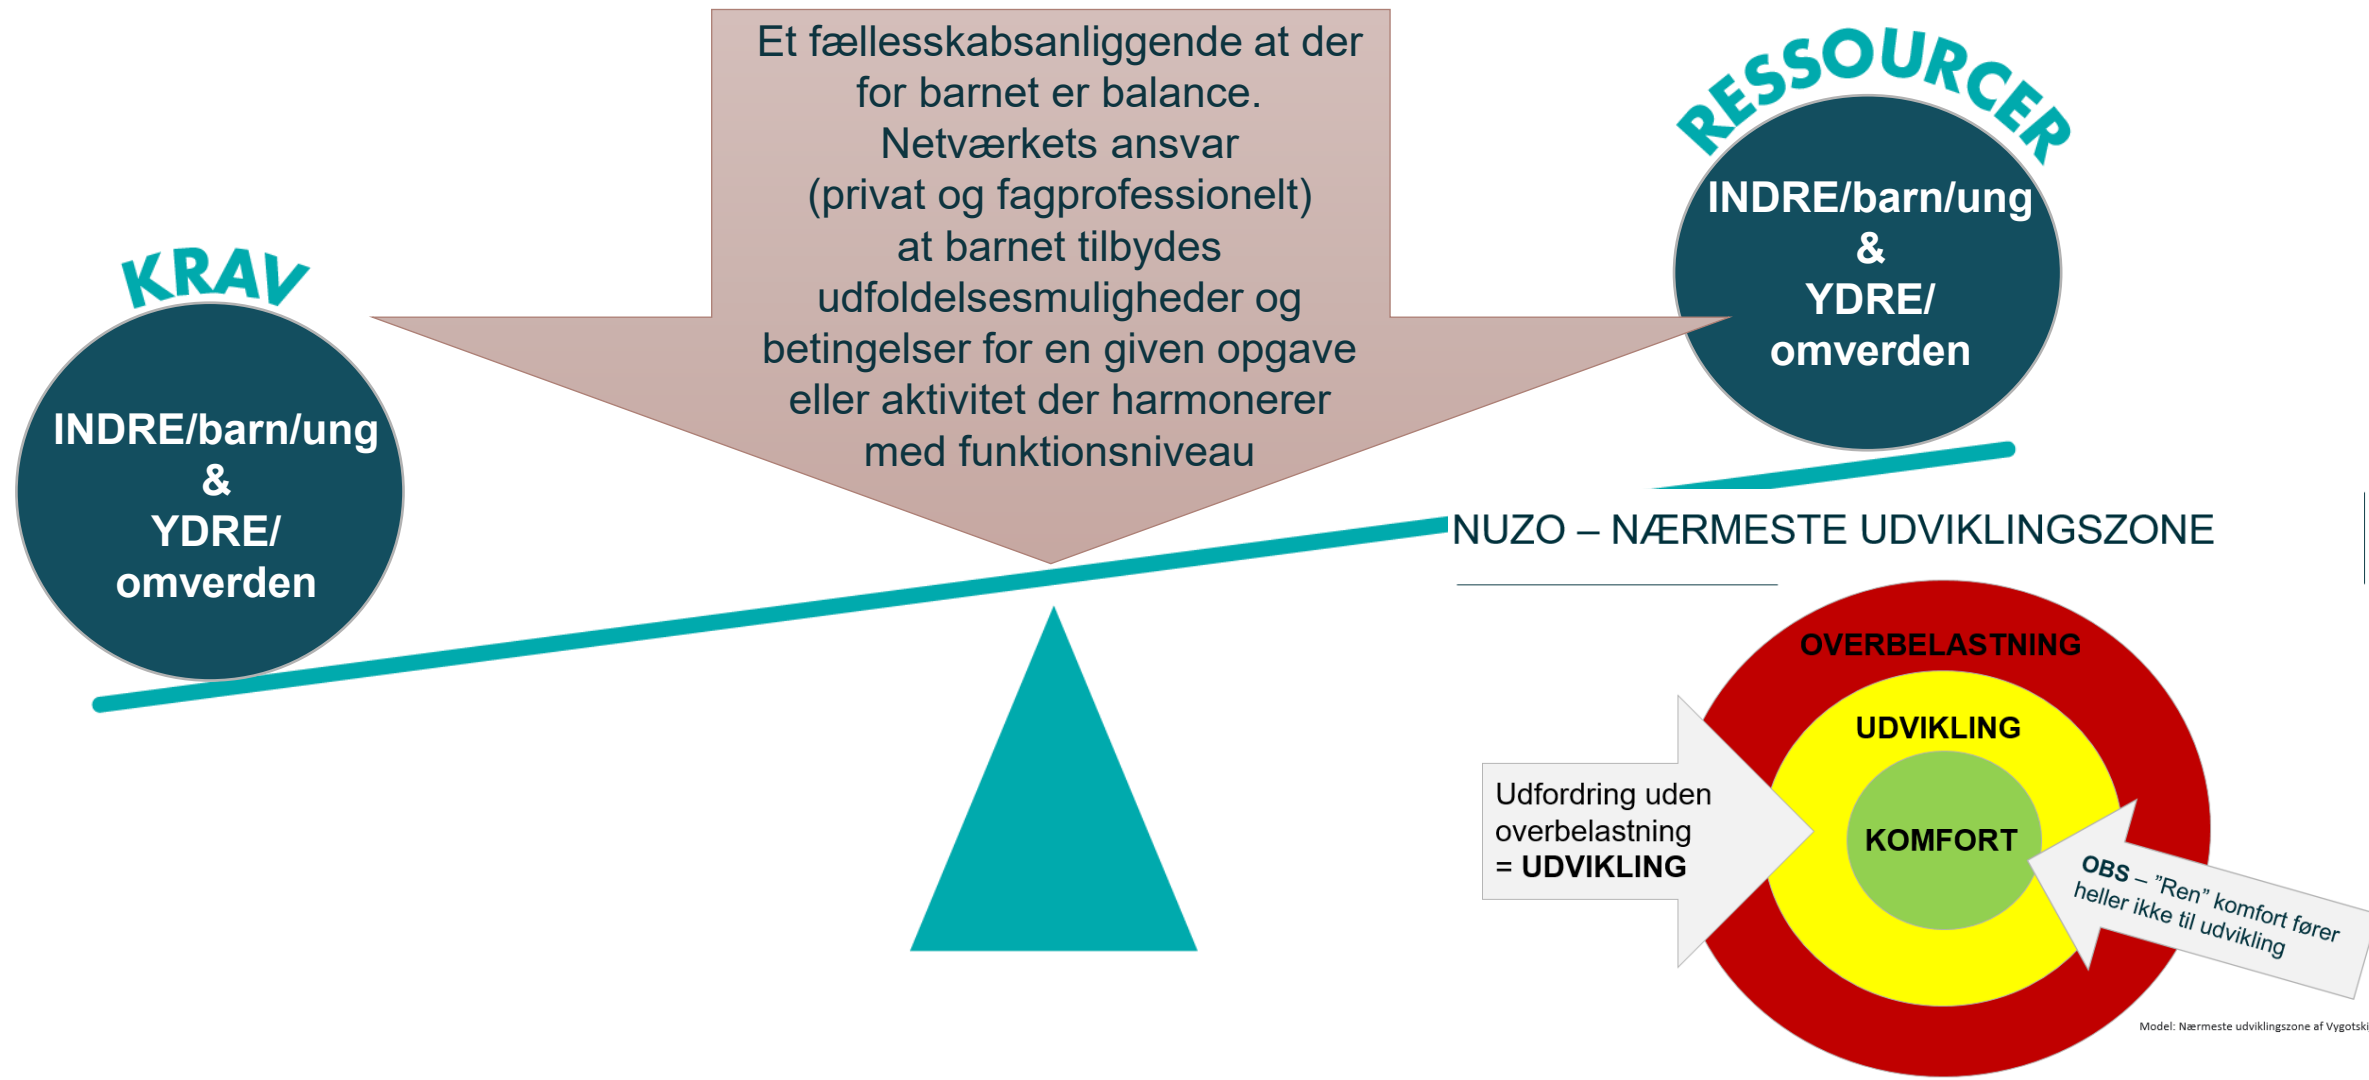 Et fællesskabsanliggende at der
for barnet er balance.
Netværkets ansvar
(privat og fagprofessionelt)
at barnet tilbydes
udfoldelsesmuligheder og
betingelser for en given opgave
eller aktivitet der harmonerer
med funktionsniveau
KRAV
INDRE/barn/ung
&
YDRE/
omverden
RESSOURCER
INDRE/barn/ung
&
YDRE/
omverden
NUZO – NÆRMESTE UDVIKLINGSZONE
OVERBELASTNING
UDVIKLING
KOMFORT
Udfordring uden
overbelastning
= UDVIKLING
OBS – ”Ren” komfort fører
heller ikke til udvikling
Model: Nærmeste udviklingszone af Vygotskij